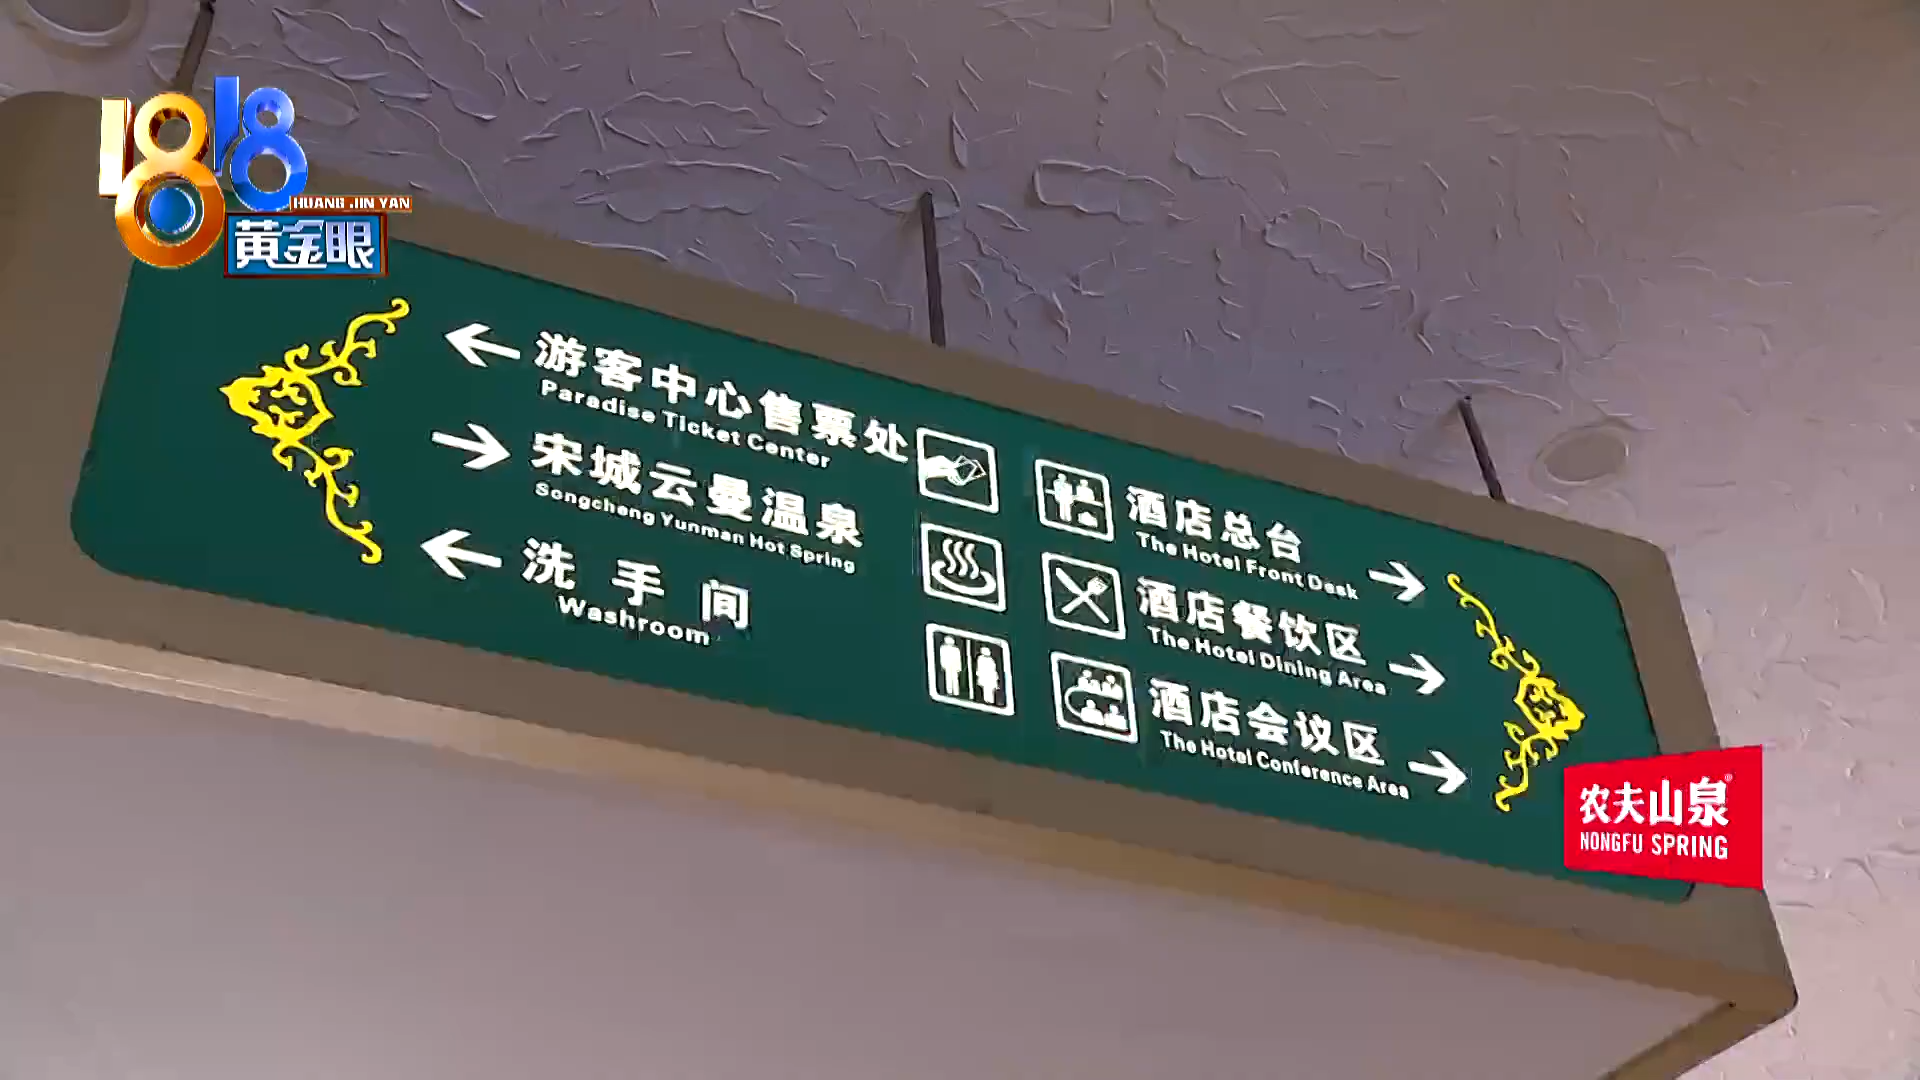 1818
HUANG JIN YAN
黄金眼
游客中心售票处
Paradise Ticket Center
宋城云曼温泉
Songcheng Yunman Hot Spring
洗手间
Washroom
酒店总台
The Hotel Front Desk
酒店餐饮区
The Hotel Dining Area
酒店会议区
The Hotel Conference Area
农夫山泉®
NONGFU SPRING